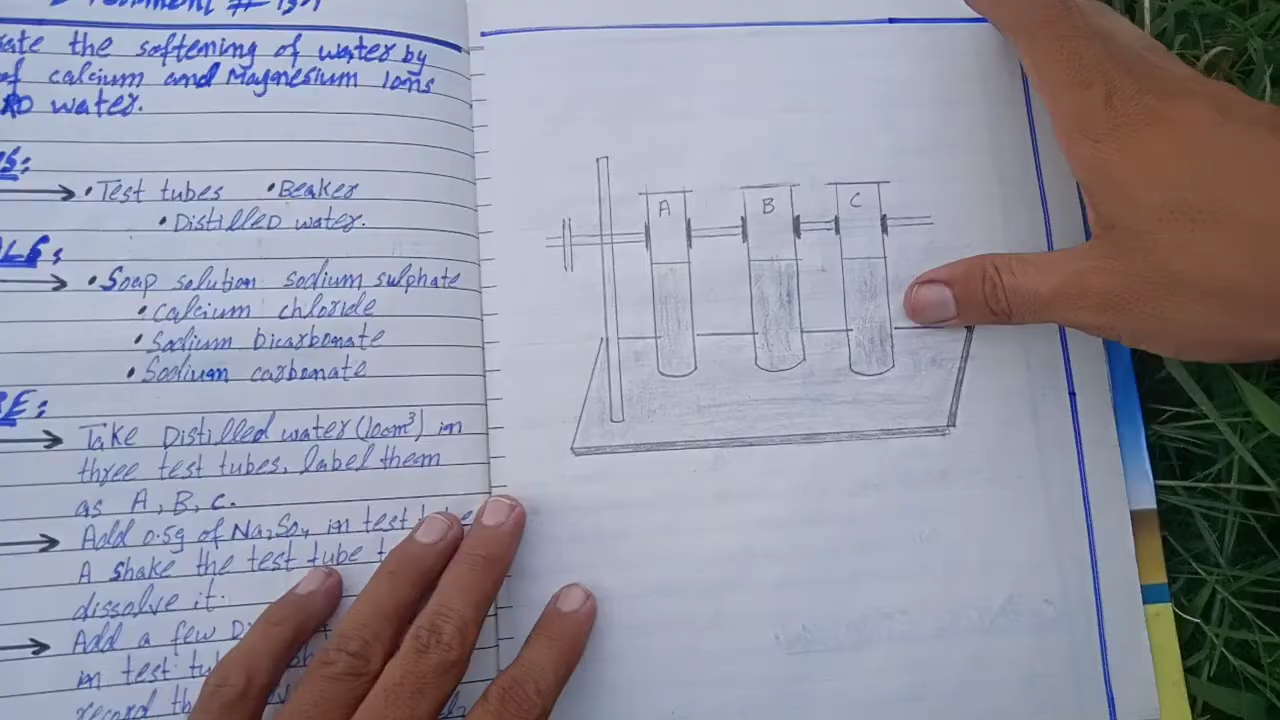 the softening of water by
of calcium and Magnesium Ions
water.
• Test tubes • Beaker
• Distilled water.
• Soap solution sodium sulphate
• Calcium chloride
• Sodium bicarbonate
• Sodium carbonate
Take Distilled water (10cm³) in
three test tubes, label them
as A, B, C.
Add 0.5g of Na₂SO₄ in test
A shake the test tube
dissolve it.
Add a few
in test
record
A
B
C